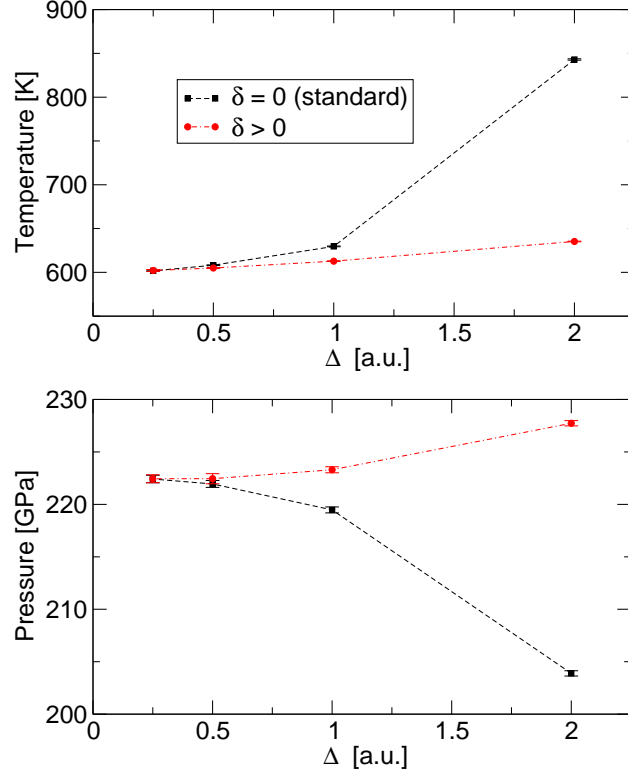 900
800
700
600
Temperature [K]
δ = 0 (standard)
δ > 0
0 0.5 1 1.5 2
Δ [a.u.]
230
220
210
200
Pressure [GPa]
0 0.5 1 1.5 2
Δ [a.u.]